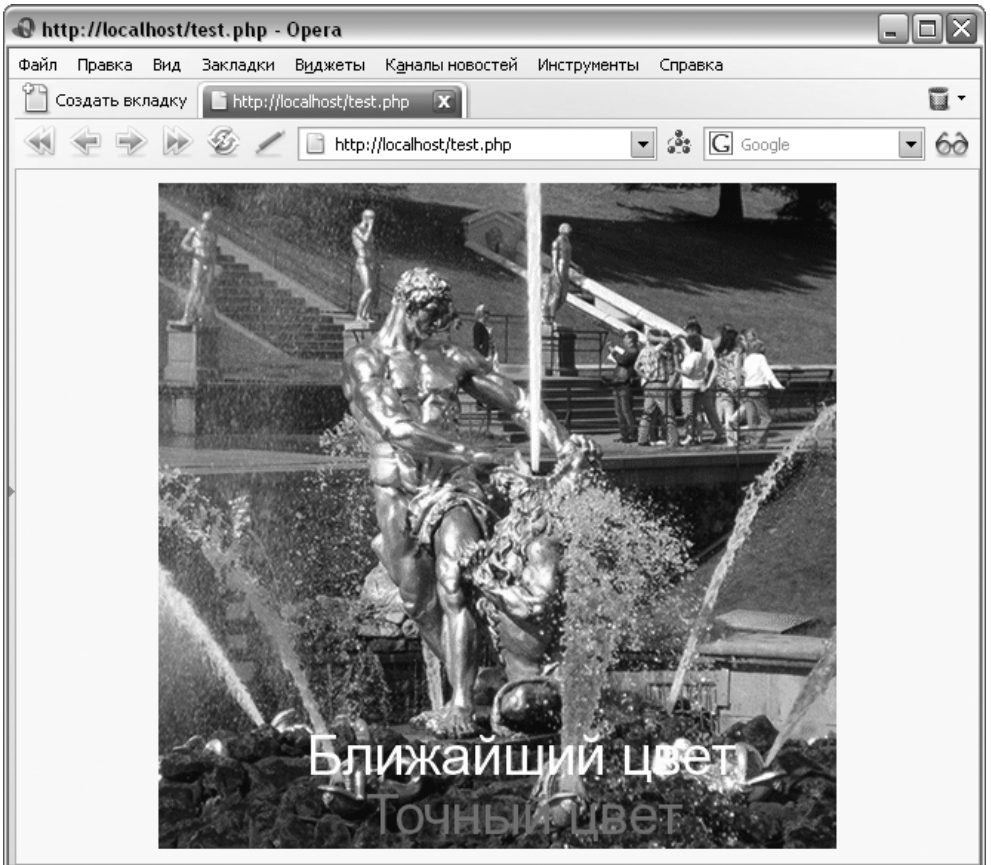 http://localhost/test.php - Opera
Файл Правка Вид Закладки Виджеты Каналы новостей Инструменты Справка
Создать вкладку http://localhost/test.php
http://localhost/test.php G Google
Ближайший цвет
Точный цвет